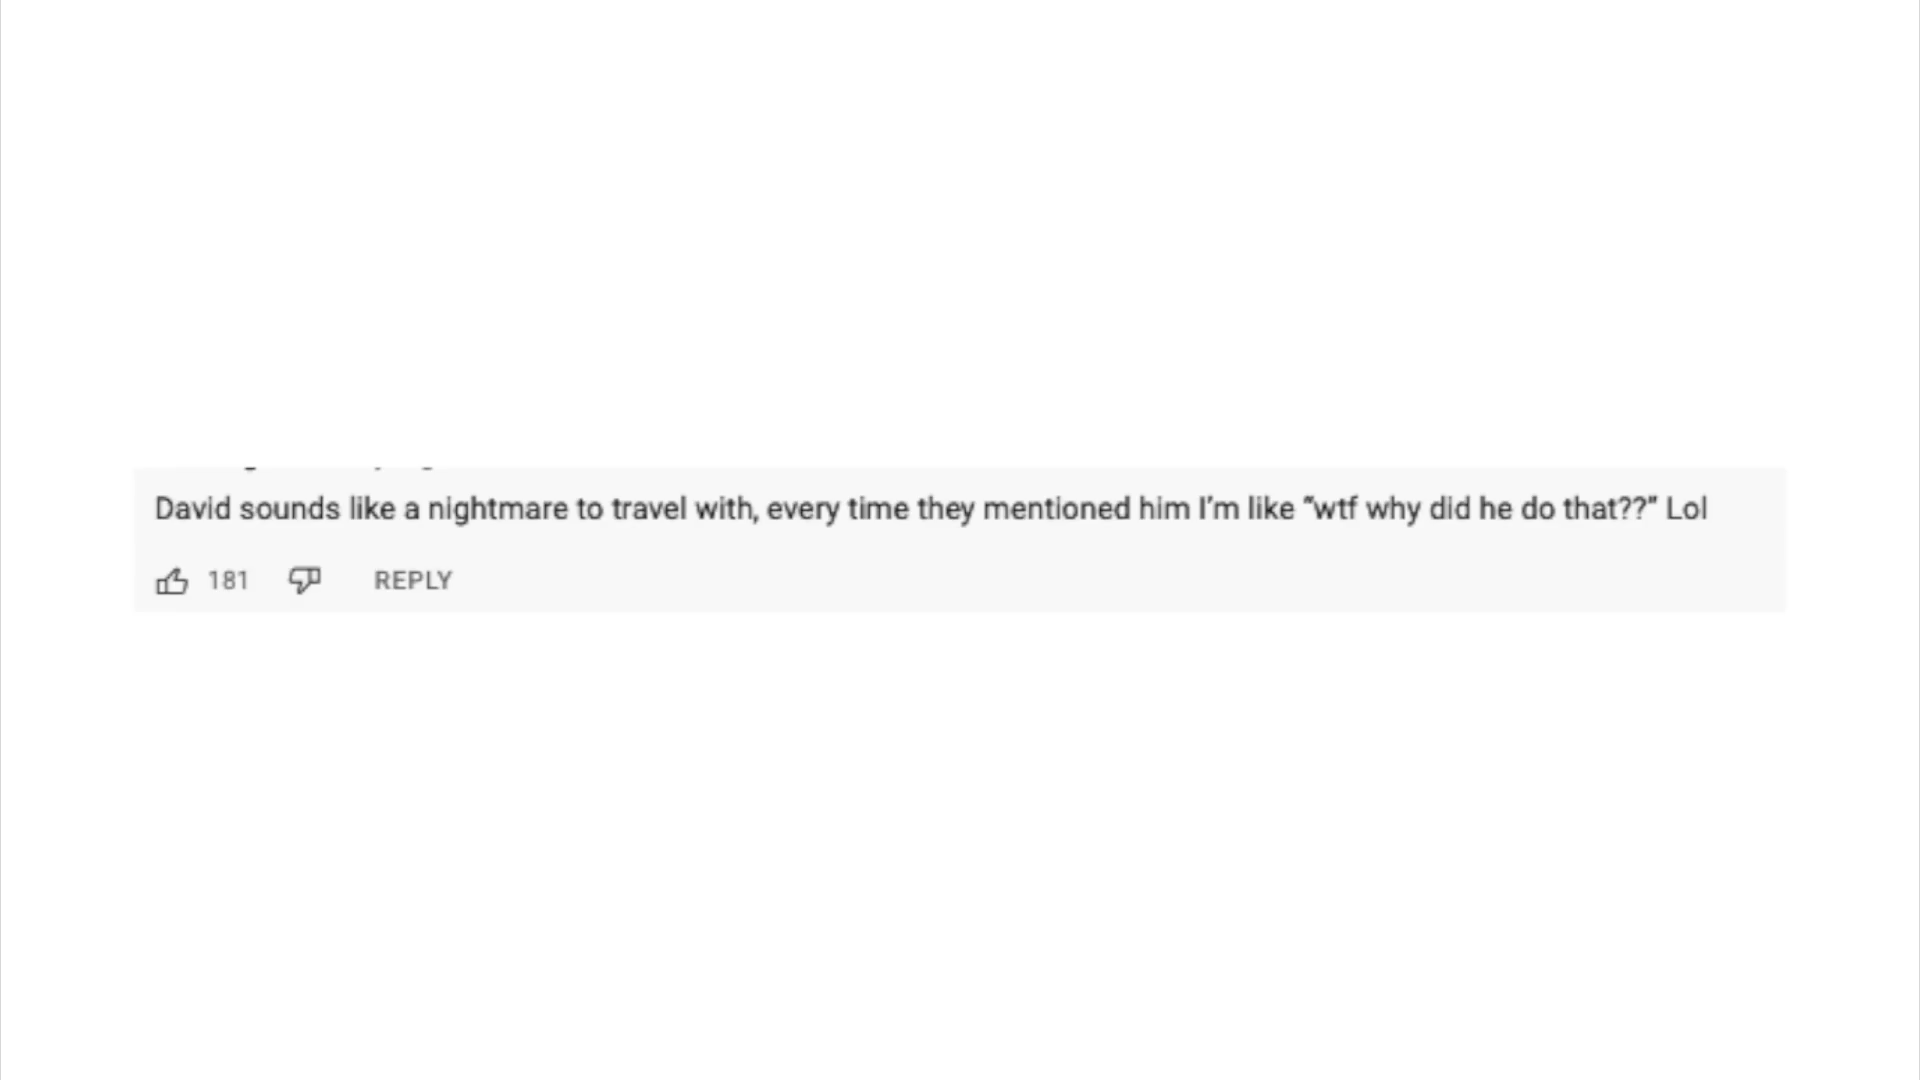 David sounds like a nightmare to travel with, every time they mentioned him I’m like “wtf why did he do that??” Lol
181 REPLY